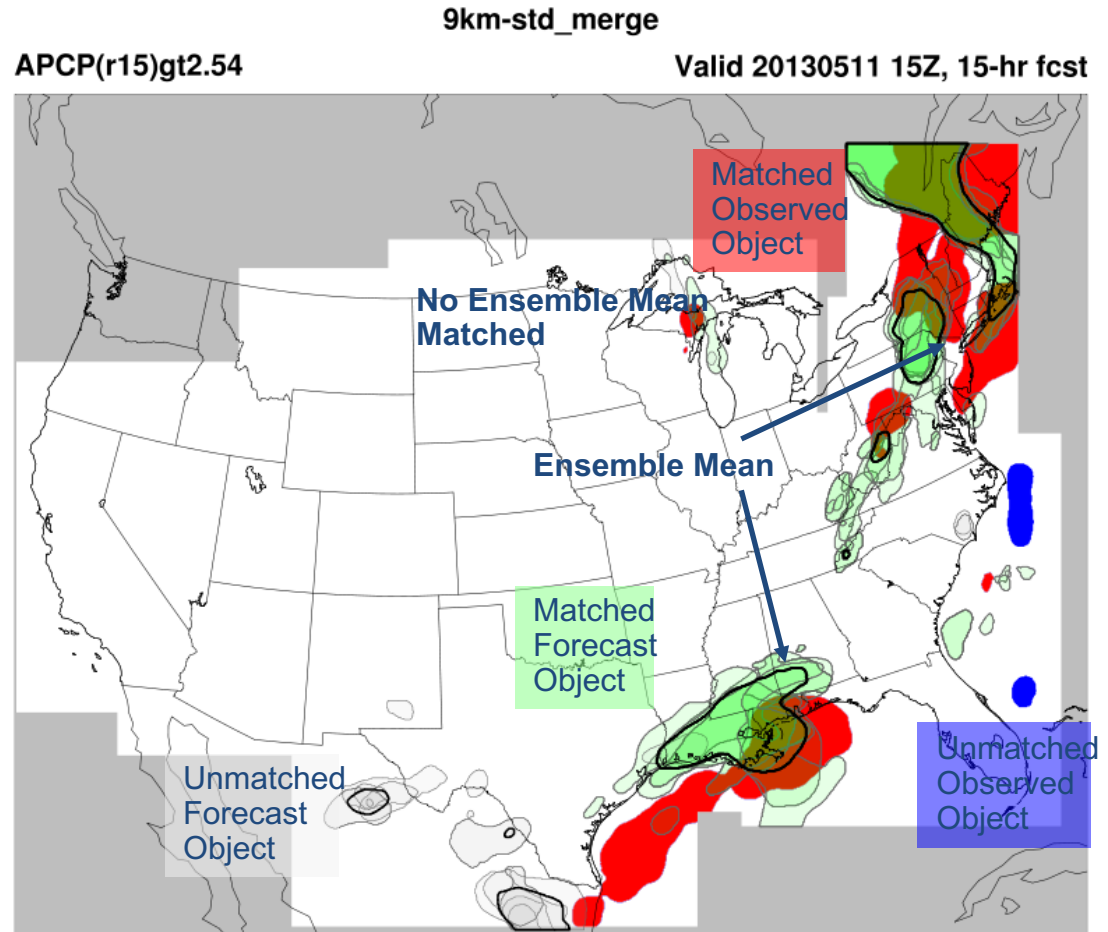 9km-std_merge
APCP(r15)gt2.54
Valid 20130511 15Z, 15-hr fcst
Matched
Observed
Object
No Ensemble Mean
Matched
Ensemble Mean
Matched
Forecast
Object
Unmatched
Observed
Object
Unmatched
Forecast
Object